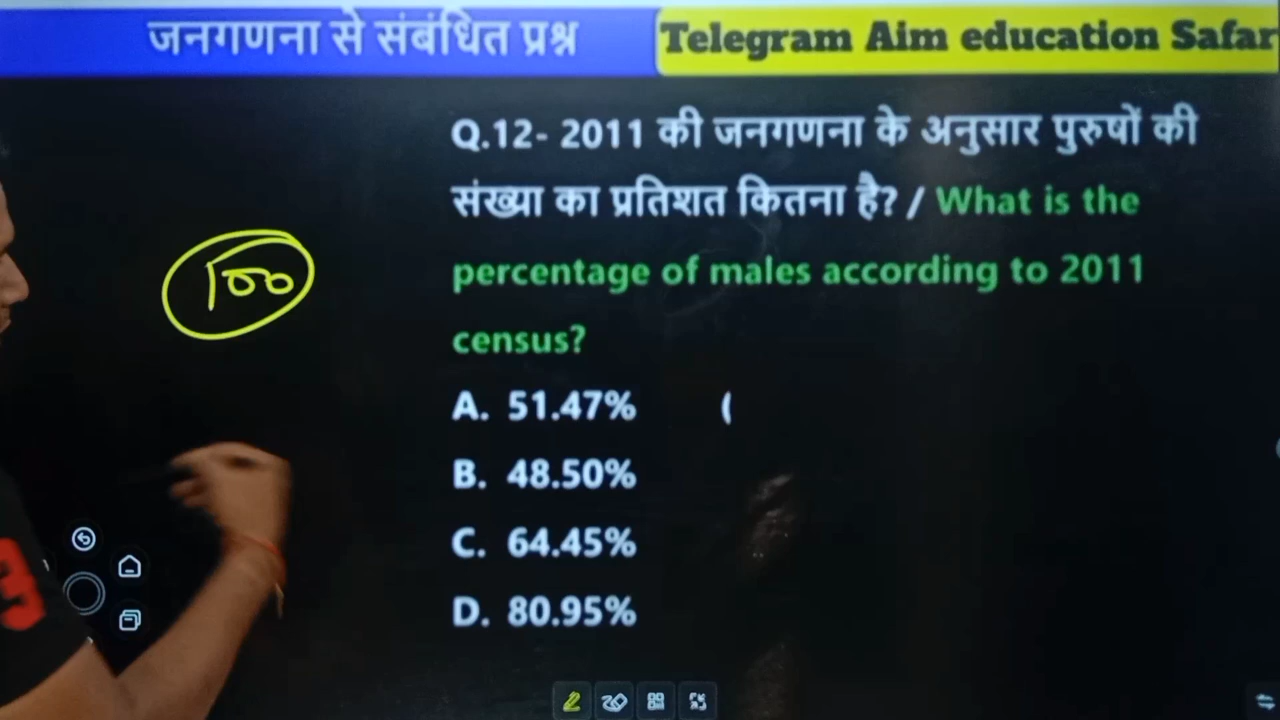 जनगणना से संबंधित प्रश्न
Telegram Aim education Safar
Q.12- 2011 की जनगणना के अनुसार पुरुषों की
संख्या का प्रतिशत कितना है? / What is the
percentage of males according to 2011
census?
100
A. 51.47% (
B. 48.50%
C. 64.45%
D. 80.95%